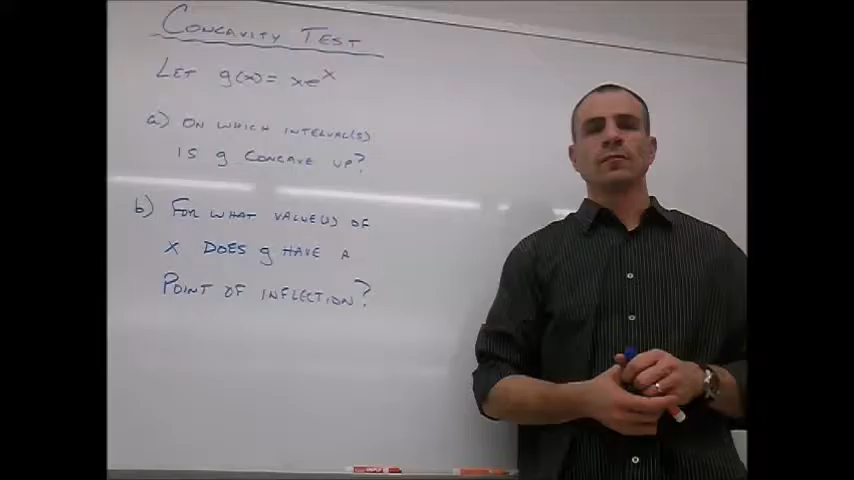 CONCAVITY TEST
LET g(x) = xe^x
a) ON WHICH INTERVAL(S)
IS g CONCAVE UP?
b) FOR WHAT VALUE(S) OF
X DOES g HAVE A
POINT OF INFLECTION?